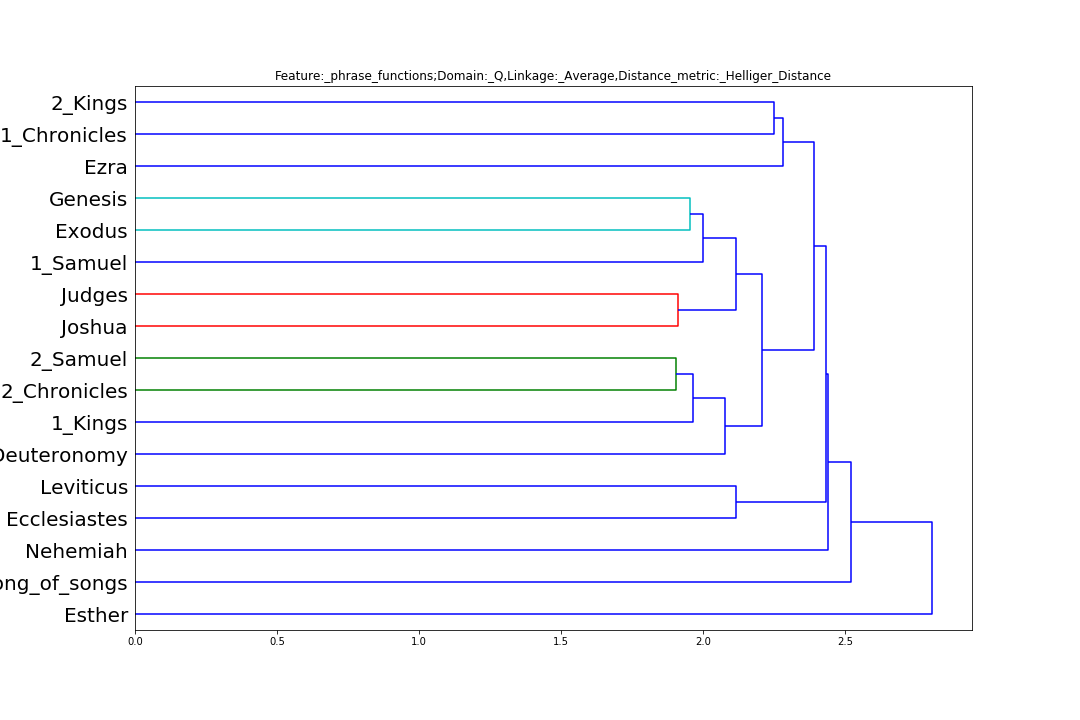 Feature:_phrase_functions;Domain:_Q,Linkage:_Average,Distance_metric:_Helliger_Distance
2_Kings
1_Chronicles
Ezra
Genesis
Exodus
1_Samuel
Judges
Joshua
2_Samuel
2_Chronicles
1_Kings
Deuteronomy
Leviticus
Ecclesiastes
Nehemiah
ong_of_songs
Esther
0.0 0.5 1.0 1.5 2.0 2.5